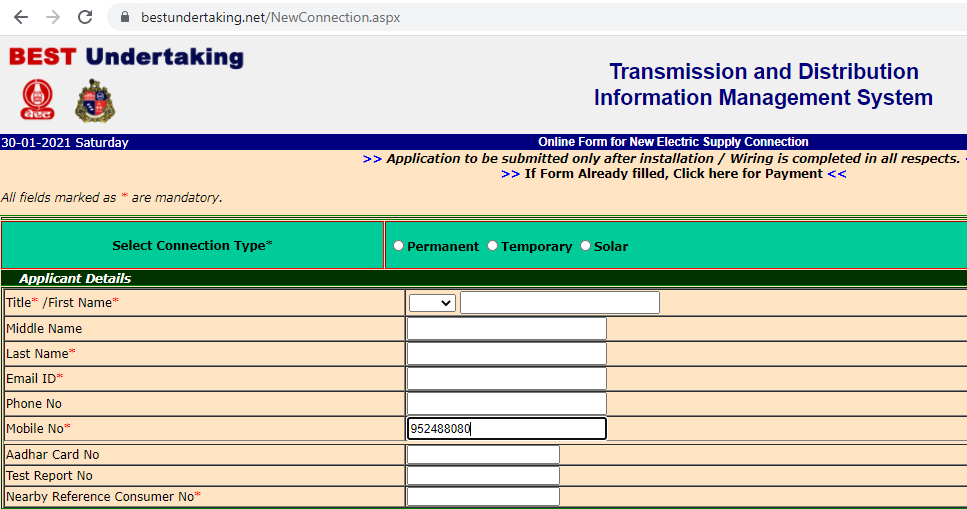 bestundertaking.net/NewConnection.aspx
BEST Undertaking
बेस्ट
Transmission and Distribution
Information Management System
30-01-2021 Saturday
Online Form for New Electric Supply Connection
>> Application to be submitted only after installation / Wiring is completed in all respects.
>> If Form Already filled, Click here for Payment <<
All fields marked as * are mandatory.
Select Connection Type*
Permanent Temporary Solar
Applicant Details
Title* /First Name*
Middle Name
Last Name*
Email ID*
Phone No
Mobile No* 952488080
Aadhar Card No
Test Report No
Nearby Reference Consumer No*